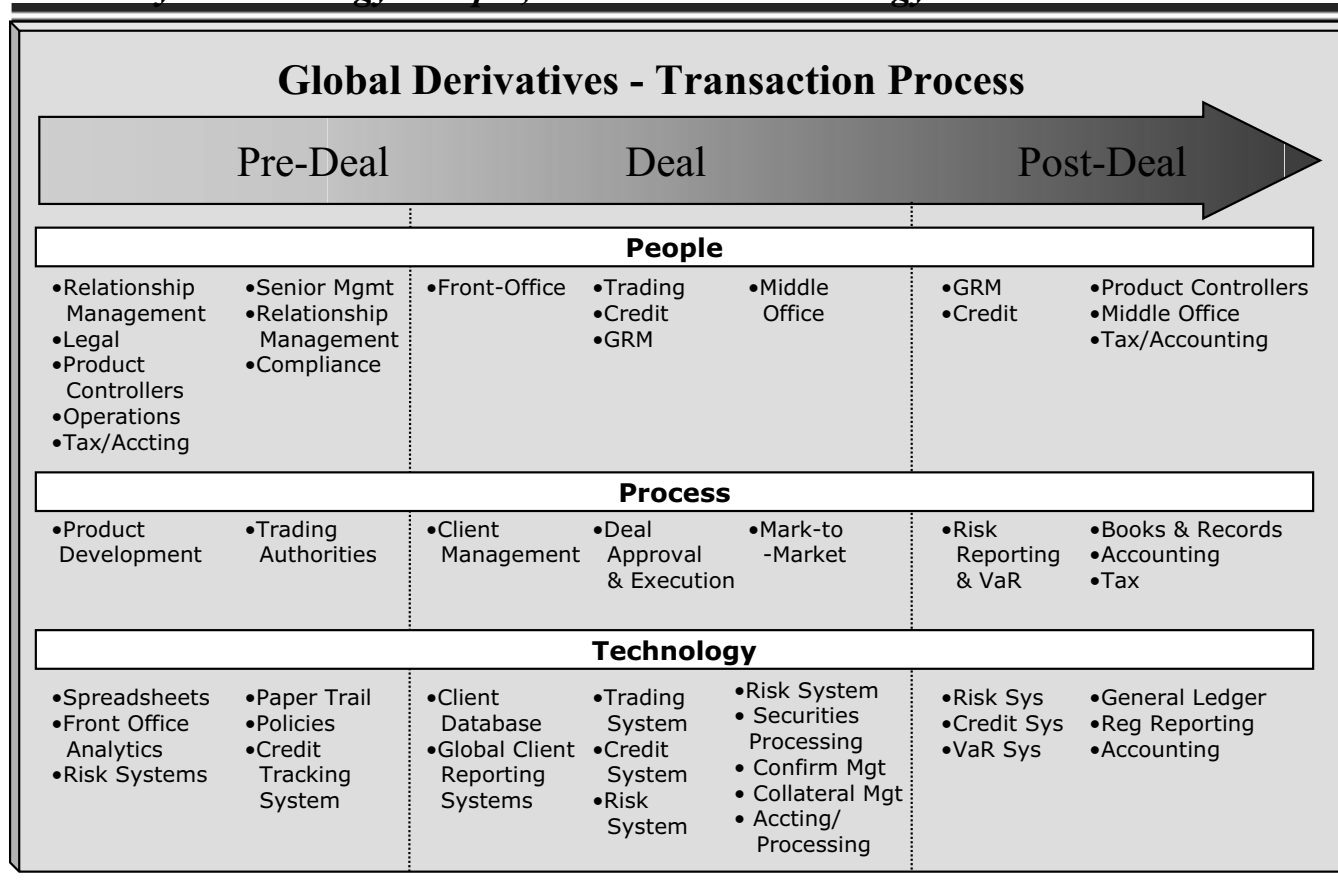 Global Derivatives - Transaction Process
Pre-Deal
Deal
Post-Deal
People
•Relationship
Management
•Legal
•Product
Controllers
•Operations
•Tax/Accting
•Senior Mgmt
•Relationship
Management
•Compliance
•Front-Office
•Trading
•Credit
•GRM
•Middle
Office
•GRM
•Credit
•Product Controllers
•Middle Office
•Tax/Accounting
Process
•Product
Development
•Trading
Authorities
•Client
Management
•Deal
Approval
& Execution
•Mark-to
-Market
•Risk
Reporting
& VaR
•Books & Records
•Accounting
•Tax
Technology
•Spreadsheets
•Front Office
Analytics
•Risk Systems
•Paper Trail
•Policies
•Credit
Tracking
System
•Client
Database
•Global Client
Reporting
Systems
•Trading
System
•Credit
System
•Risk
System
•Risk System
• Securities
Processing
• Confirm Mgt
• Collateral Mgt
• Accting/
Processing
•Risk Sys
•Credit Sys
•VaR Sys
•General Ledger
•Reg Reporting
•Accounting